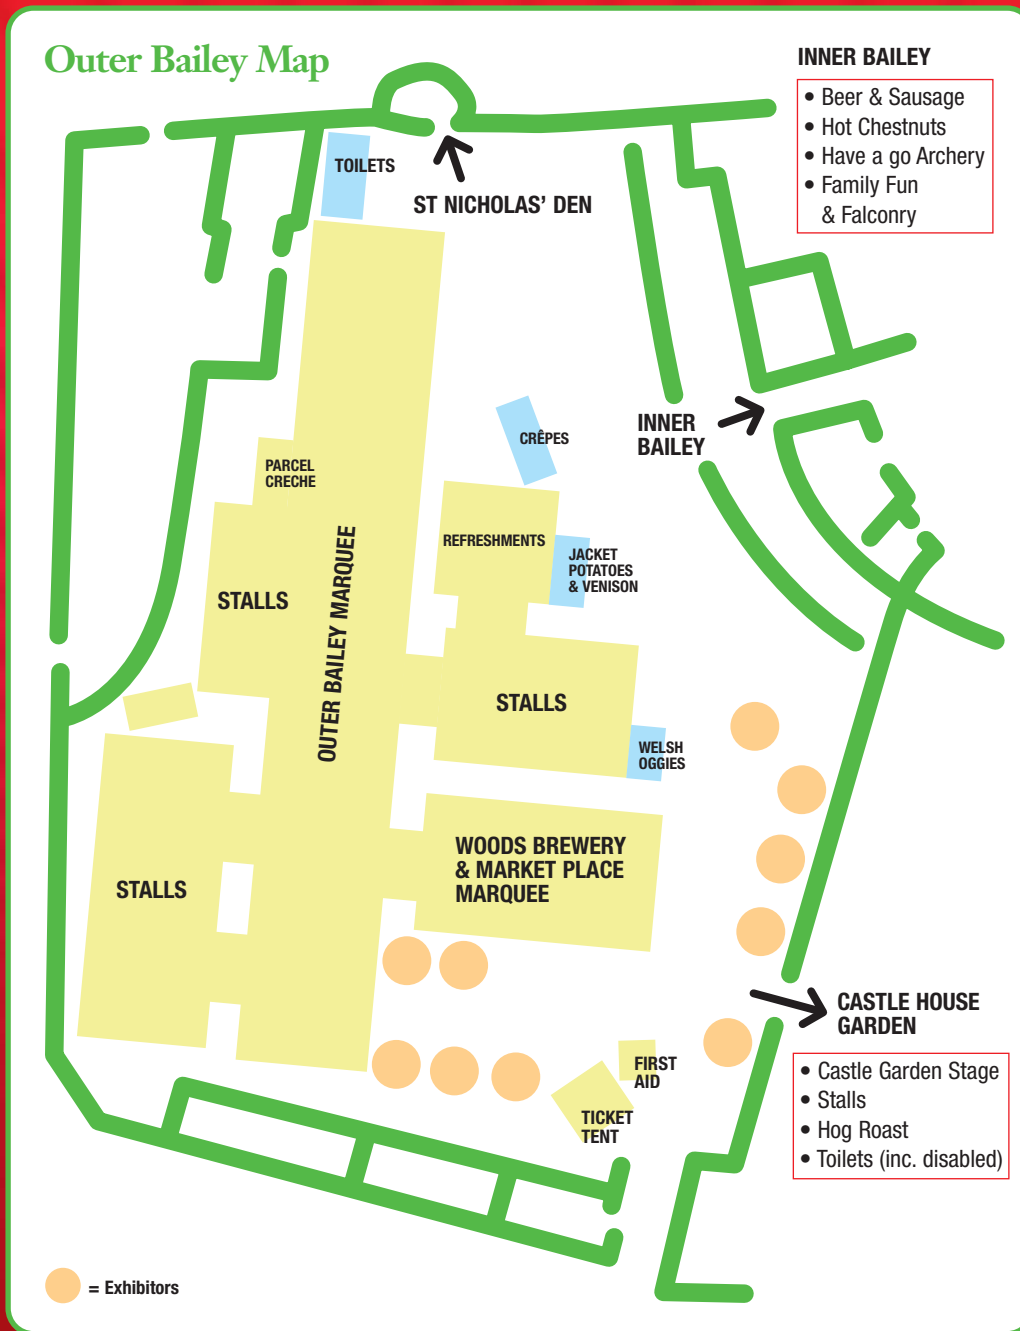 Outer Bailey Map
INNER BAILEY
• Beer & Sausage
• Hot Chestnuts
• Have a go Archery
• Family Fun
& Falconry
TOILETS
ST NICHOLAS’ DEN
INNER
BAILEY
CRÊPES
PARCEL
CRECHE
REFRESHMENTS
JACKET
POTATOES
& VENISON
STALLS
OUTER BAILEY MARQUEE
STALLS
WELSH
OGGIES
WOODS BREWERY
& MARKET PLACE
MARQUEE
STALLS
CASTLE HOUSE
GARDEN
• Castle Garden Stage
• Stalls
• Hog Roast
• Toilets (inc. disabled)
FIRST
AID
TICKET
TENT
= Exhibitors